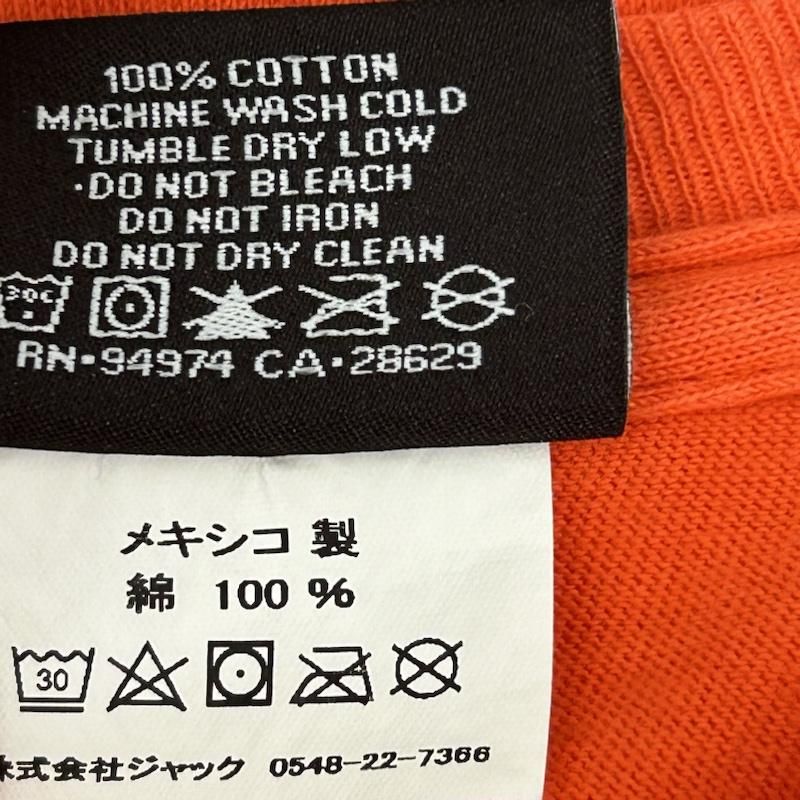 100% COTTON
MACHINE WASH COLD
TUMBLE DRY LOW
·DO NOT BLEACH
DO NOT IRON
DO NOT DRY CLEAN
30C
RN·94974 CA·28629
メキシコ 製
綿 100 %
30
株式会社ジャック 0548-22-7366